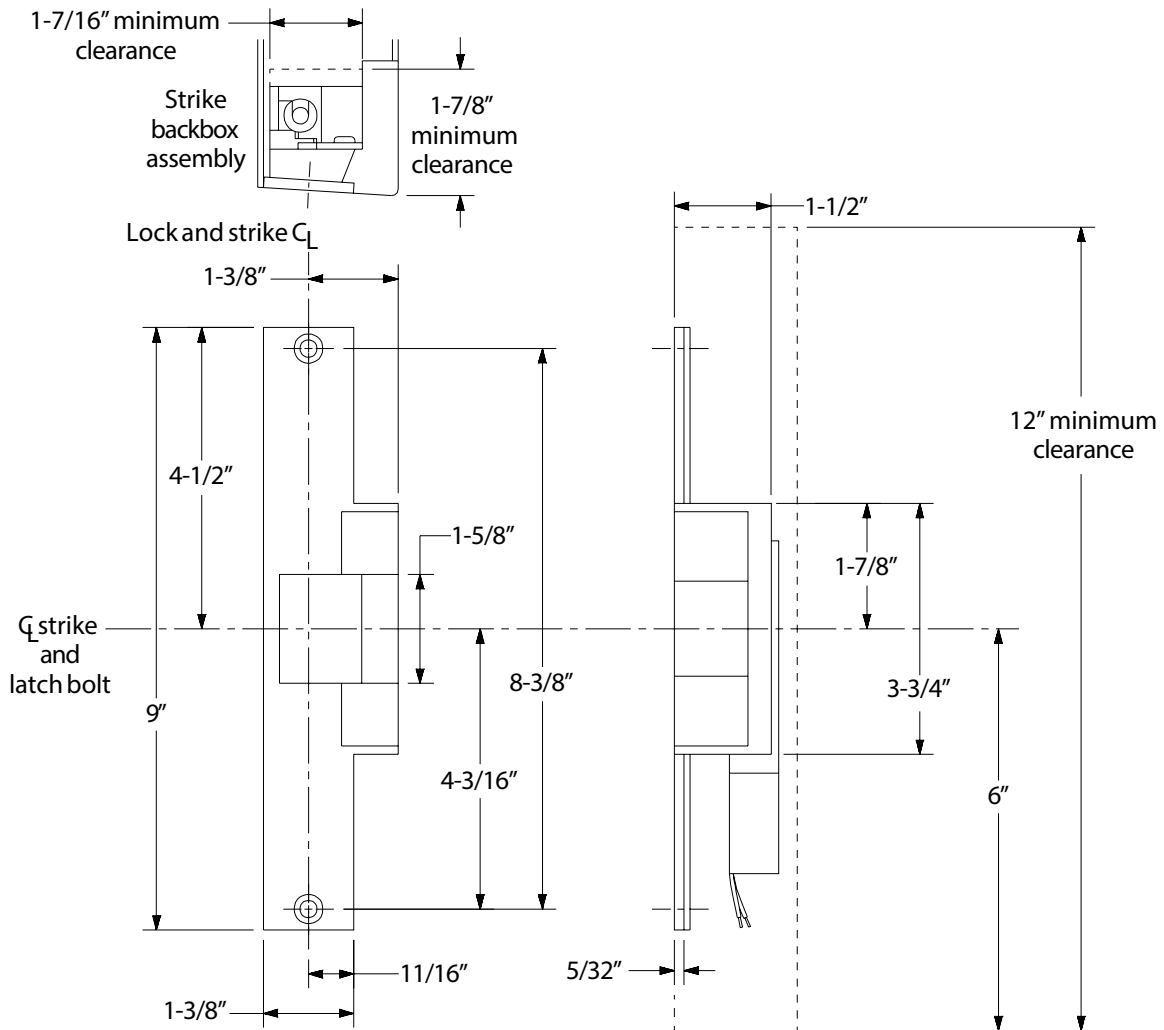 1-7/16” minimum
clearance
Strike
backbox
assembly
1-7/8”
minimum
clearance
Lock and strike CL
1-3/8”
1-1/2”
12” minimum
clearance
4-1/2”
1-5/8”
1-7/8”
CL strike
and
latch bolt
9”
8-3/8”
3-3/4”
4-3/16”
6”
11/16”
5/32”
1-3/8”